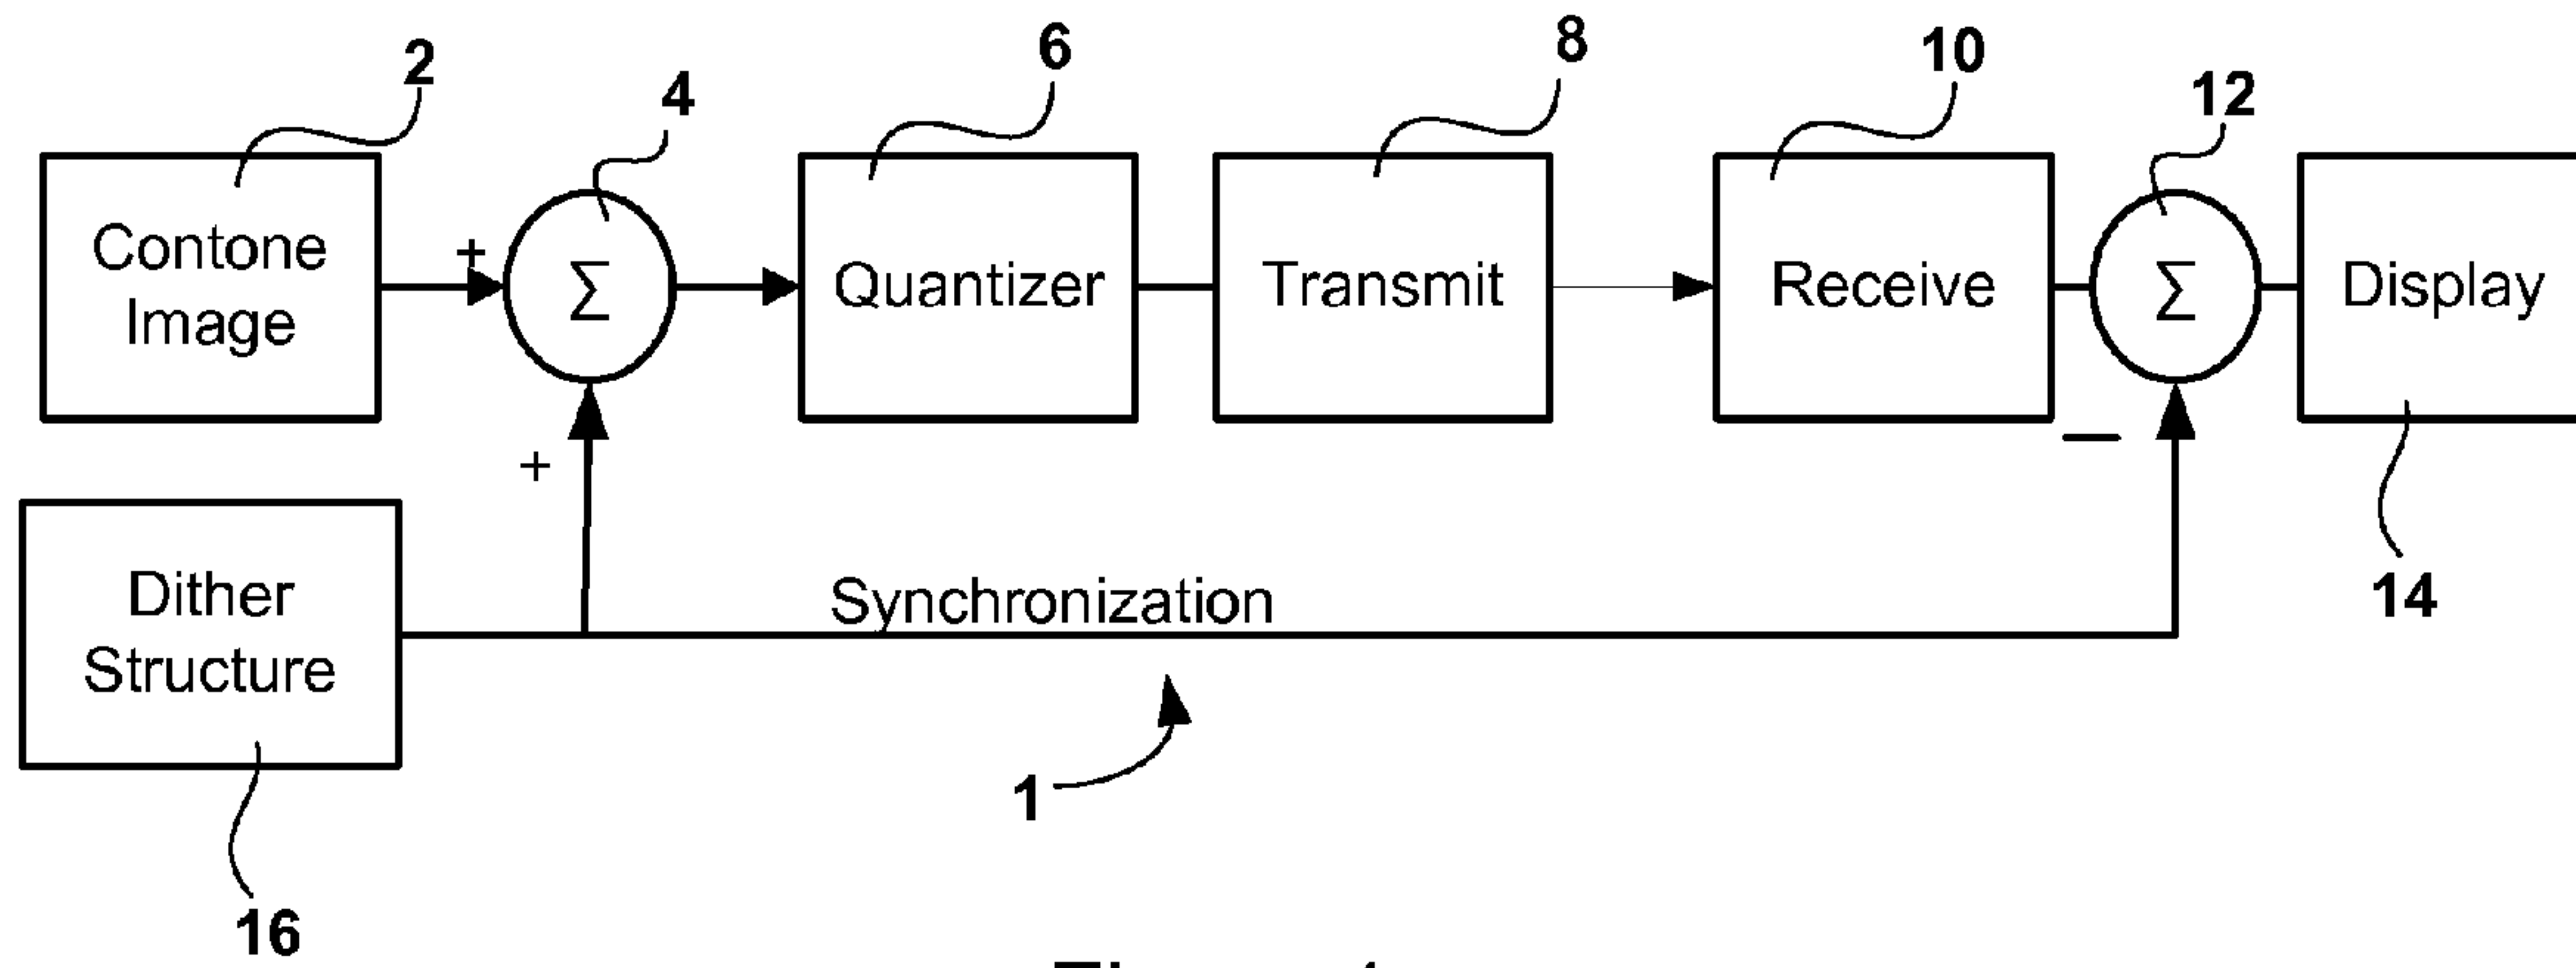 2
4
6
8
10
12
Contone
Image
+
Σ
Quantizer
Transmit
Receive
Σ
Display
+
—
Dither
Structure
Synchronization
14
1
16